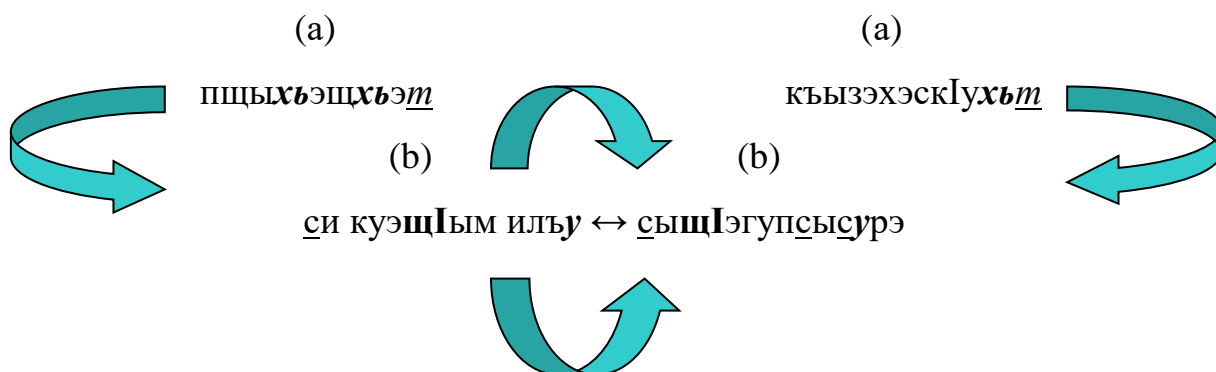 (a) (a)
пщыхьэщхьэт къызэхэскIухьт
(b) (b)
си куэщIым илъу ↔ сыщIэгупсысурэ